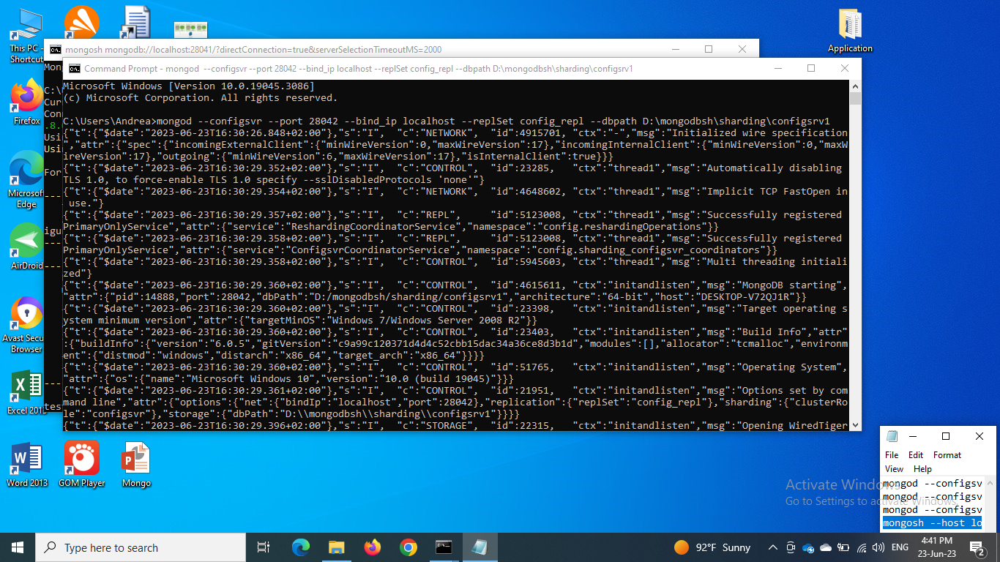 This PC - Shortcut
Firefox
Microsoft Edge
AirDroid
Avast Secu
Browser
Excel 2013
Word 2013
GOM Player
Mongo
Application
mongosh mongodb://localhost:28041/?directConnection=true&serverSelectionTimeoutMS=2000
Mon
C:\
Cur
Con
.8.
Usin
Usi
For
----
igu
----
----
----
tes
Command Prompt - mongod --configsvr --port 28042 --bind_ip localhost --replSet config_repl --dbpath D:\mongodbsh\sharding\configsrv1
Microsoft Windows [Version 10.0.19045.3086]
(c) Microsoft Corporation. All rights reserved.
C:\Users\Andrea>mongod --configsvr --port 28042 --bind_ip localhost --replSet config_repl --dbpath D:\mongodbsh\sharding\configsrv1
{"t":{"$date":"2023-06-23T16:30:26.848+02:00"},"s":"I", "c":"NETWORK", "id":4915701, "ctx":"-","msg":"Initialized wire specification
","attr":{"spec":{"incomingExternalClient":{"minWireVersion":0,"maxWireVersion":17},"incomingInternalClient":{"minWireVersion":0,"maxW
ireVersion":17},"outgoing":{"minWireVersion":6,"maxWireVersion":17},"isInternalClient":true}}}
{"t":{"$date":"2023-06-23T16:30:29.352+02:00"},"s":"I", "c":"CONTROL", "id":23285, "ctx":"thread1","msg":"Automatically disabling
TLS 1.0, to force-enable TLS 1.0 specify --sslDisabledProtocols 'none'"}
{"t":{"$date":"2023-06-23T16:30:29.354+02:00"},"s":"I", "c":"NETWORK", "id":4648602, "ctx":"thread1","msg":"Implicit TCP FastOpen in
use."}
{"t":{"$date":"2023-06-23T16:30:29.357+02:00"},"s":"I", "c":"REPL", "id":5123008, "ctx":"thread1","msg":"Successfully registered
PrimaryOnlyService","attr":{"service":"ReshardingCoordinatorService","namespace":"config.reshardingOperations"}}
{"t":{"$date":"2023-06-23T16:30:29.358+02:00"},"s":"I", "c":"REPL", "id":5123008, "ctx":"thread1","msg":"Successfully registered
PrimaryOnlyService","attr":{"service":"ConfigsvrCoordinatorService","namespace":"config.sharding_configsvr_coordinators"}}
{"t":{"$date":"2023-06-23T16:30:29.358+02:00"},"s":"I", "c":"CONTROL", "id":5945603, "ctx":"thread1","msg":"Multi threading initiali
zed"}
{"t":{"$date":"2023-06-23T16:30:29.360+02:00"},"s":"I", "c":"CONTROL", "id":4615611, "ctx":"initandlisten","msg":"MongoDB starting",
"attr":{"pid":14888,"port":28042,"dbPath":"D:/mongodbsh/sharding/configsrv1","architecture":"64-bit","host":"DESKTOP-V72QJ1R"}}
{"t":{"$date":"2023-06-23T16:30:29.360+02:00"},"s":"I", "c":"CONTROL", "id":23398, "ctx":"initandlisten","msg":"Target operating s
ystem minimum version","attr":{"targetMinOS":"Windows 7/Windows Server 2008 R2"}}
{"t":{"$date":"2023-06-23T16:30:29.360+02:00"},"s":"I", "c":"CONTROL", "id":23403, "ctx":"initandlisten","msg":"Build Info","attr"
:{"buildInfo":{"version":"6.0.5","gitVersion":"c9a99c120371d4d4c52cbb15dac34a36ce8d3b1d","modules":[],"allocator":"tcmalloc","environm
ent":{"distmod":"windows","distarch":"x86_64","target_arch":"x86_64"}}}}
{"t":{"$date":"2023-06-23T16:30:29.360+02:00"},"s":"I", "c":"CONTROL", "id":51765, "ctx":"initandlisten","msg":"Operating System",
"attr":{"os":{"name":"Microsoft Windows 10","version":"10.0 (build 19045)"}}}
{"t":{"$date":"2023-06-23T16:30:29.361+02:00"},"s":"I", "c":"CONTROL", "id":21951, "ctx":"initandlisten","msg":"Options set by com
mand line","attr":{"options":{"net":{"bindIp":"localhost","port":28042},"replication":{"replSet":"config_repl"},"sharding":{"clusterRo
le":"configsvr"},"storage":{"dbPath":"D:\\mongodbsh\\sharding\\configsrv1"}}}}
{"t":{"$date":"2023-06-23T16:30:29.396+02:00"},"s":"I", "c":"STORAGE", "id":22315, "ctx":"initandlisten","msg":"Opening WiredTiger
File Edit Format
View Help
mongod --configsv
mongod --configsv
mongod --configsv
mongosh --host lo
Activate Windows
Go to Settings to activate Windows.
Type here to search
92°F Sunny
ENG
4:41 PM
23-Jun-23
2